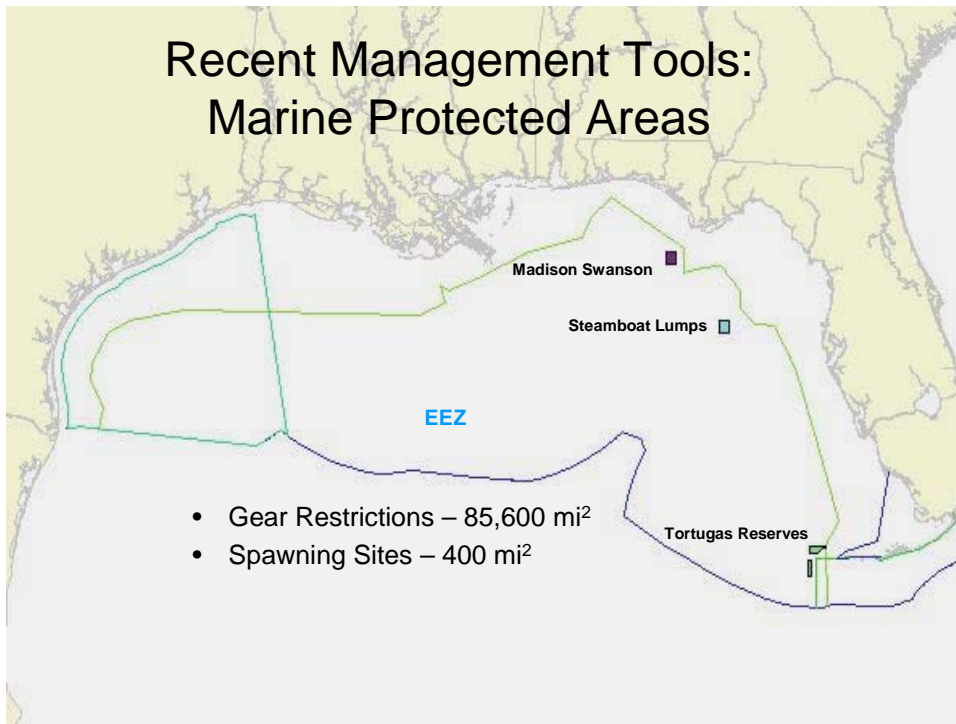 Recent Management Tools:
Marine Protected Areas
Madison Swanson
Steamboat Lumps
EEZ
• Gear Restrictions – 85,600 mi²
• Spawning Sites – 400 mi²
Tortugas Reserves